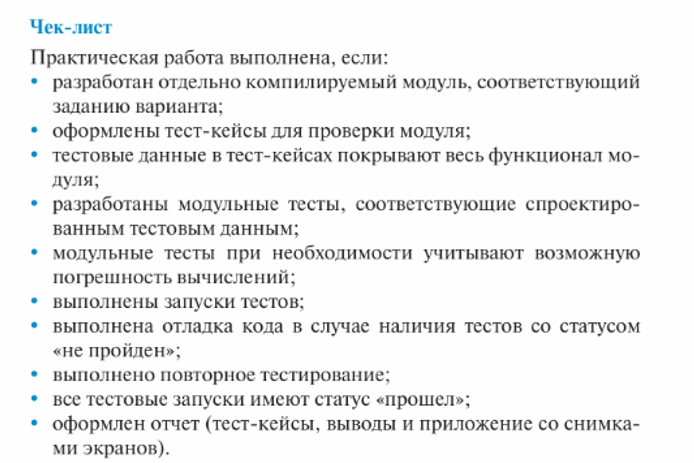 Чек-лист
Практическая работа выполнена, если:
• разработан отдельно компилируемый модуль, соответствующий
заданию варианта;
• оформлены тест-кейсы для проверки модуля;
• тестовые данные в тест-кейсах покрывают весь функционал мо-
дуля;
• разработаны модульные тесты, соответствующие спроектиро-
ванным тестовым данным;
• модульные тесты при необходимости учитывают возможную
погрешность вычислений;
• выполнены запуски тестов;
• выполнена отладка кода в случае наличия тестов со статусом
«не пройден»;
• выполнено повторное тестирование;
• все тестовые запуски имеют статус «прошел»;
• оформлен отчет (тест-кейсы, выводы и приложение со снимка-
ми экранов).